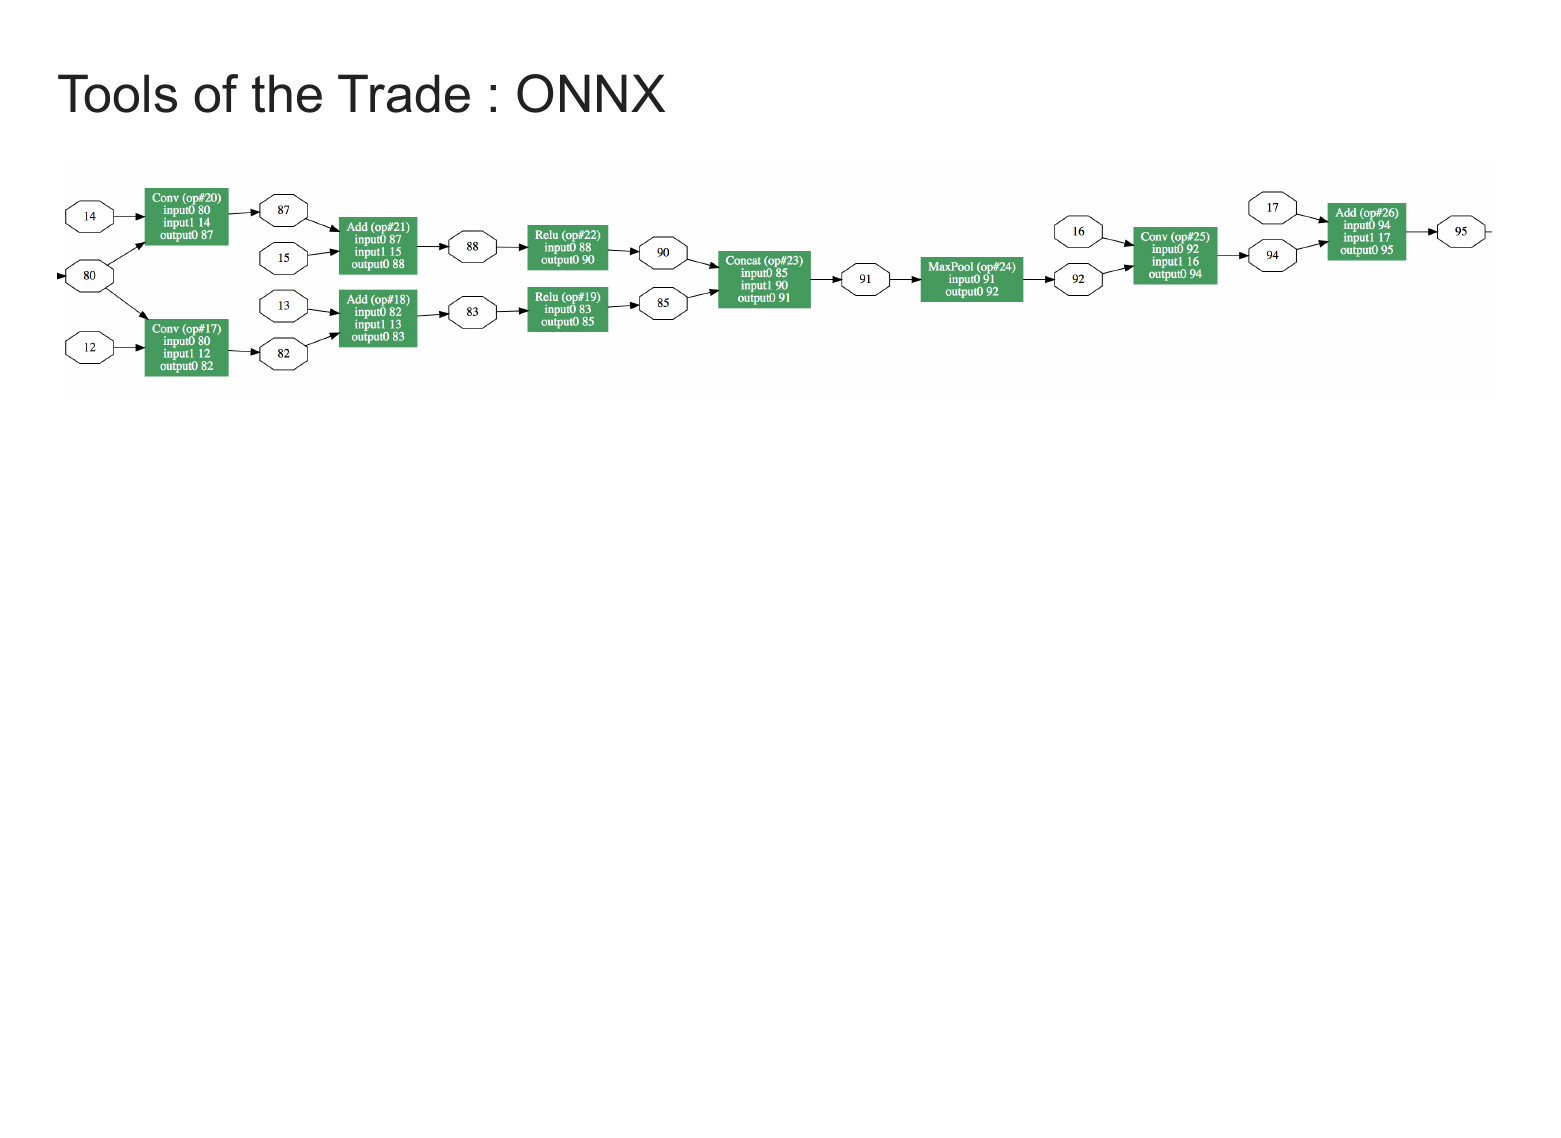 Tools of the Trade : ONNX
14
Conv (op#20)
input0 80
input1 14
output0 87
87
80
12
Conv (op#17)
input0 80
input1 12
output0 82
82
15
Add (op#21)
input0 87
input1 15
output0 88
88
13
Add (op#18)
input0 82
input1 13
output0 83
83
Relu (op#22)
input0 88
output0 90
90
Relu (op#19)
input0 83
output0 85
85
Concat (op#23)
input0 85
input1 90
output0 91
91
MaxPool (op#24)
input0 91
output0 92
92
16
Conv (op#25)
input0 92
input1 16
output0 94
94
17
Add (op#26)
input0 94
input1 17
output0 95
95